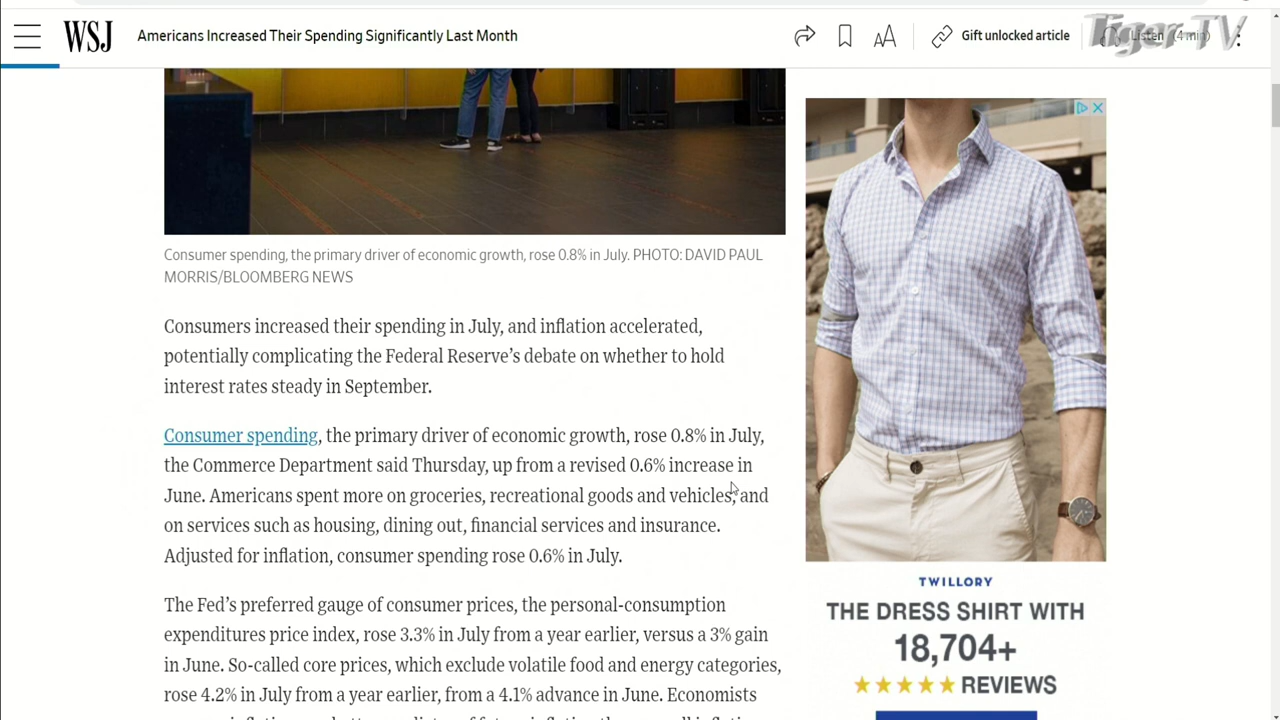 WSJ
Americans Increased Their Spending Significantly Last Month
Gift unlocked article
Listen (4 min)
Tiger TV
Consumer spending, the primary driver of economic growth, rose 0.8% in July. PHOTO: DAVID PAUL
MORRIS/BLOOMBERG NEWS
Consumers increased their spending in July, and inflation accelerated,
potentially complicating the Federal Reserve’s debate on whether to hold
interest rates steady in September.
Consumer spending, the primary driver of economic growth, rose 0.8% in July,
the Commerce Department said Thursday, up from a revised 0.6% increase in
June. Americans spent more on groceries, recreational goods and vehicles, and
on services such as housing, dining out, financial services and insurance.
Adjusted for inflation, consumer spending rose 0.6% in July.
The Fed’s preferred gauge of consumer prices, the personal-consumption
expenditures price index, rose 3.3% in July from a year earlier, versus a 3% gain
in June. So-called core prices, which exclude volatile food and energy categories,
rose 4.2% in July from a year earlier, from a 4.1% advance in June. Economists
TWILLORY
THE DRESS SHIRT WITH
18,704+
REVIEWS